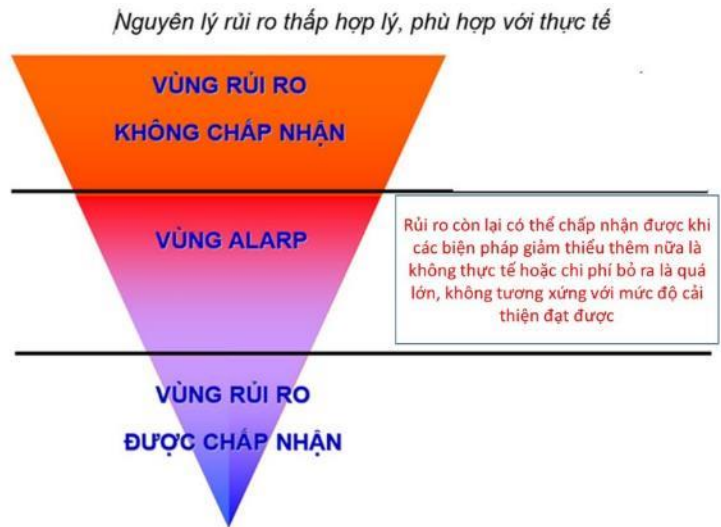 Nguyên lý rủi ro thấp hợp lý, phù hợp với thực tế
VÙNG RỦI RO
KHÔNG CHẤP NHẬN
VÙNG ALARP
Rủi ro còn lại có thể chấp nhận được khi
các biện pháp giảm thiểu thêm nữa là
không thực tế hoặc chi phí bỏ ra là quá
lớn, không tương xứng với mức độ cải
thiện đạt được
VÙNG RỦI RO
ĐƯỢC CHẤP NHẬN